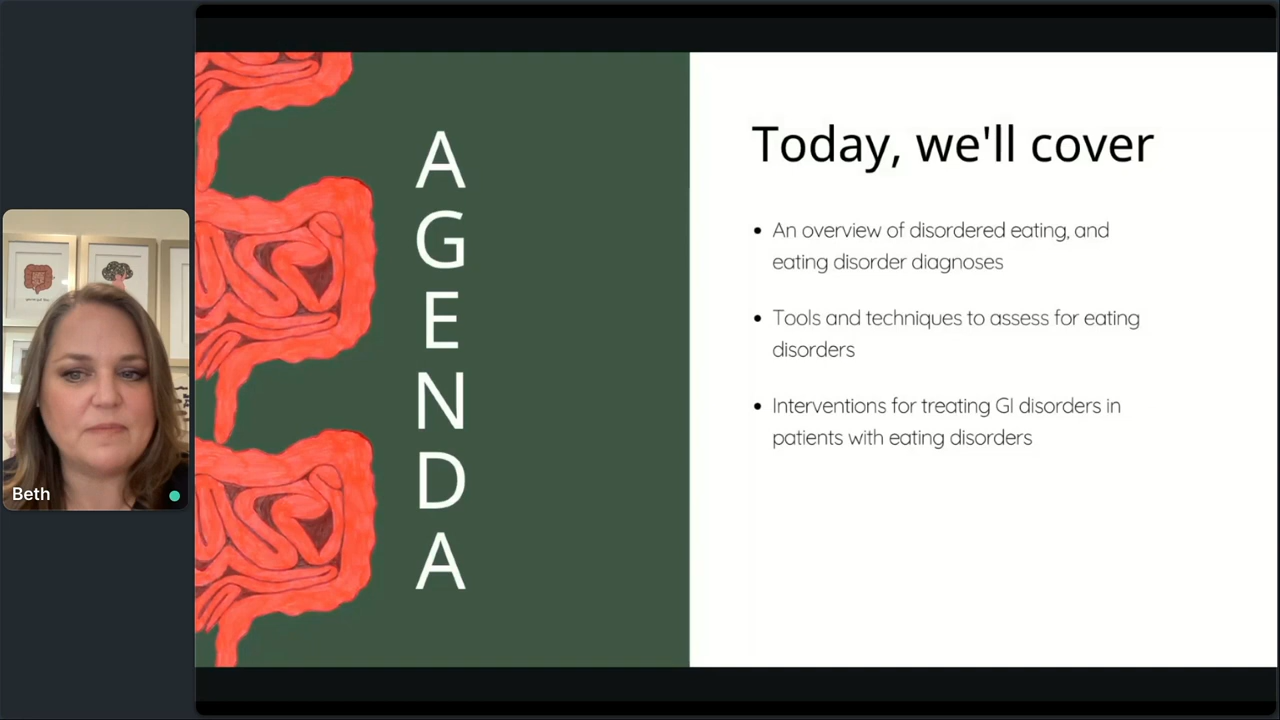 A
G
E
N
D
A
Today, we'll cover
• An overview of disordered eating, and
eating disorder diagnoses
• Tools and techniques to assess for eating
disorders
• Interventions for treating GI disorders in
patients with eating disorders
Beth